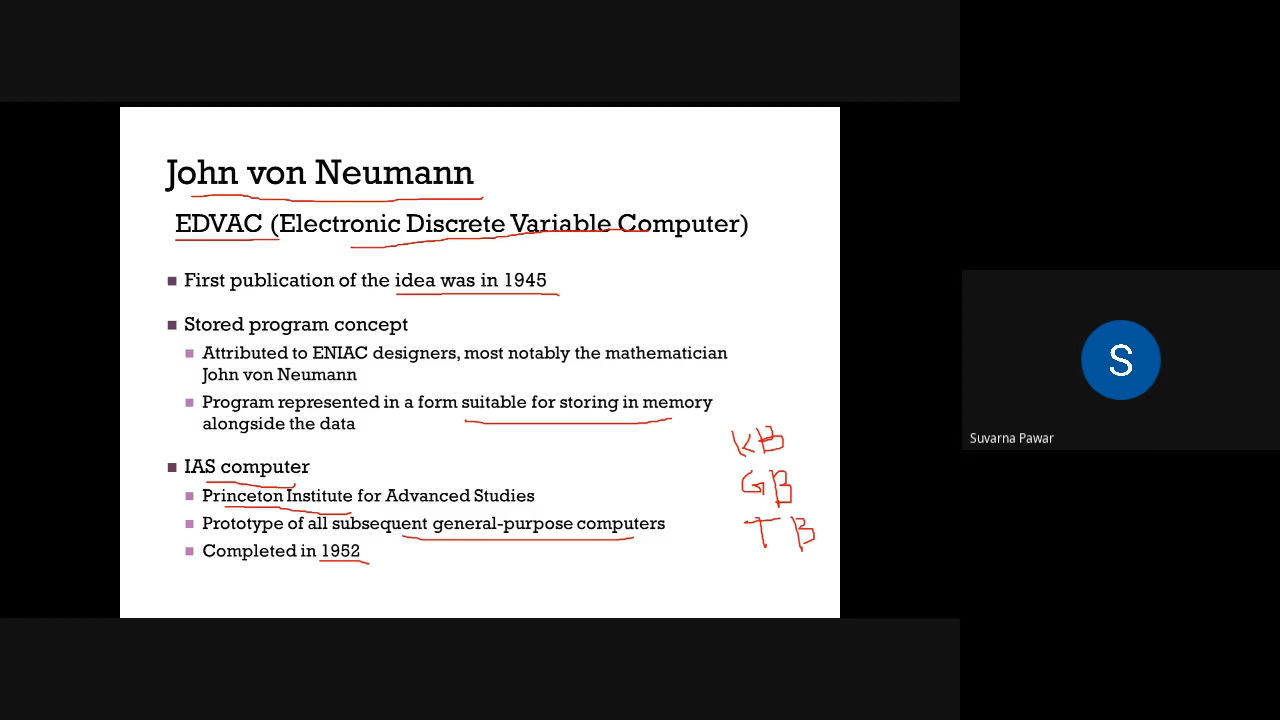 John von Neumann
EDVAC (Electronic Discrete Variable Computer)
First publication of the idea was in 1945
Stored program concept
Attributed to ENIAC designers, most notably the mathematician
John von Neumann
Program represented in a form suitable for storing in memory
alongside the data
IAS computer
Princeton Institute for Advanced Studies
Prototype of all subsequent general-purpose computers
Completed in 1952
KB
GB
TB
S
Suvarna Pawar